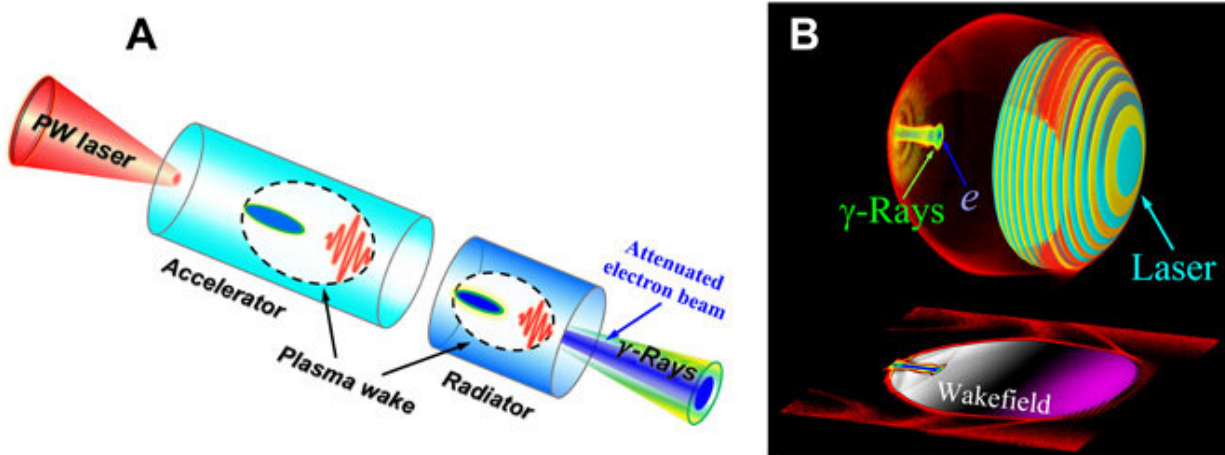 A
PW laser
Accelerator
Plasma wake
Radiator
Attenuated
electron beam
γ-Rays
B
γ-Rays
e
Laser
Wakefield